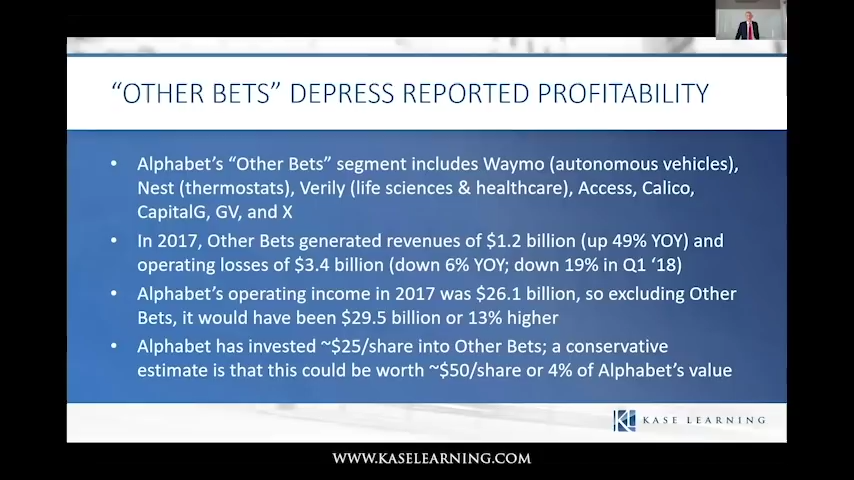 “OTHER BETS” DEPRESS REPORTED PROFITABILITY
• Alphabet’s “Other Bets” segment includes Waymo (autonomous vehicles),
Nest (thermostats), Verily (life sciences & healthcare), Access, Calico,
CapitalG, GV, and X
• In 2017, Other Bets generated revenues of $1.2 billion (up 49% YOY) and
operating losses of $3.4 billion (down 6% YOY; down 19% in Q1 ‘18)
• Alphabet’s operating income in 2017 was $26.1 billion, so excluding Other
Bets, it would have been $29.5 billion or 13% higher
• Alphabet has invested ~$25/share into Other Bets; a conservative
estimate is that this could be worth ~$50/share or 4% of Alphabet’s value
KL KASE LEARNING
WWW.KASELEARNING.COM